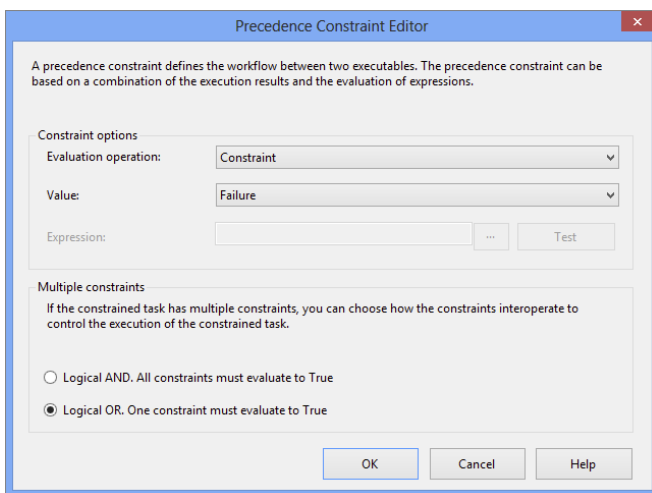 Precedence Constraint Editor
x
A precedence constraint defines the workflow between two executables. The precedence constraint can be
based on a combination of the execution results and the evaluation of expressions.
Constraint options
Evaluation operation: Constraint
Value: Failure
Expression: ... Test
Multiple constraints
If the constrained task has multiple constraints, you can choose how the constraints interoperate to
control the execution of the constrained task.
Logical AND. All constraints must evaluate to True
Logical OR. One constraint must evaluate to True
OK Cancel Help